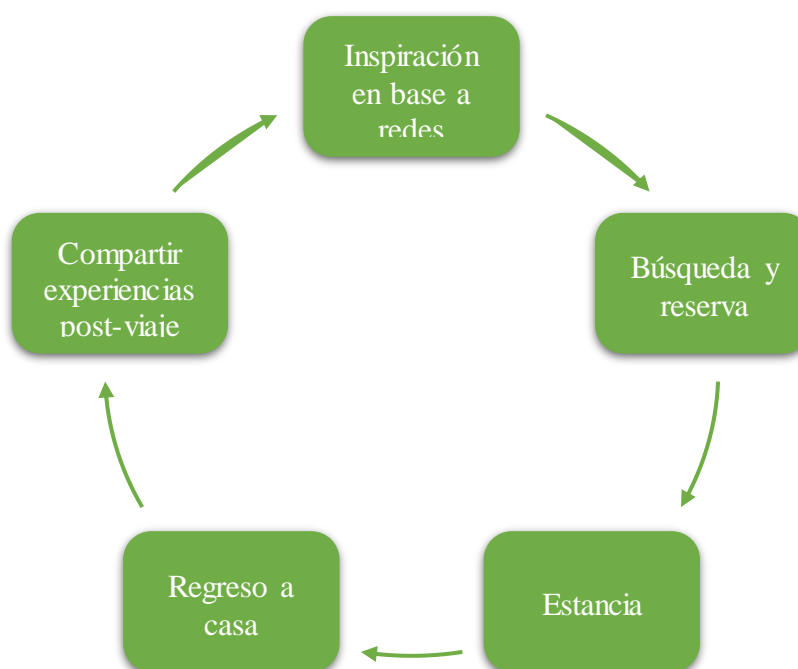 Inspiración
en base a
redes
Búsqueda y
reserva
Estancia
Regreso a
casa
Compartir
experiencias
post-viaje